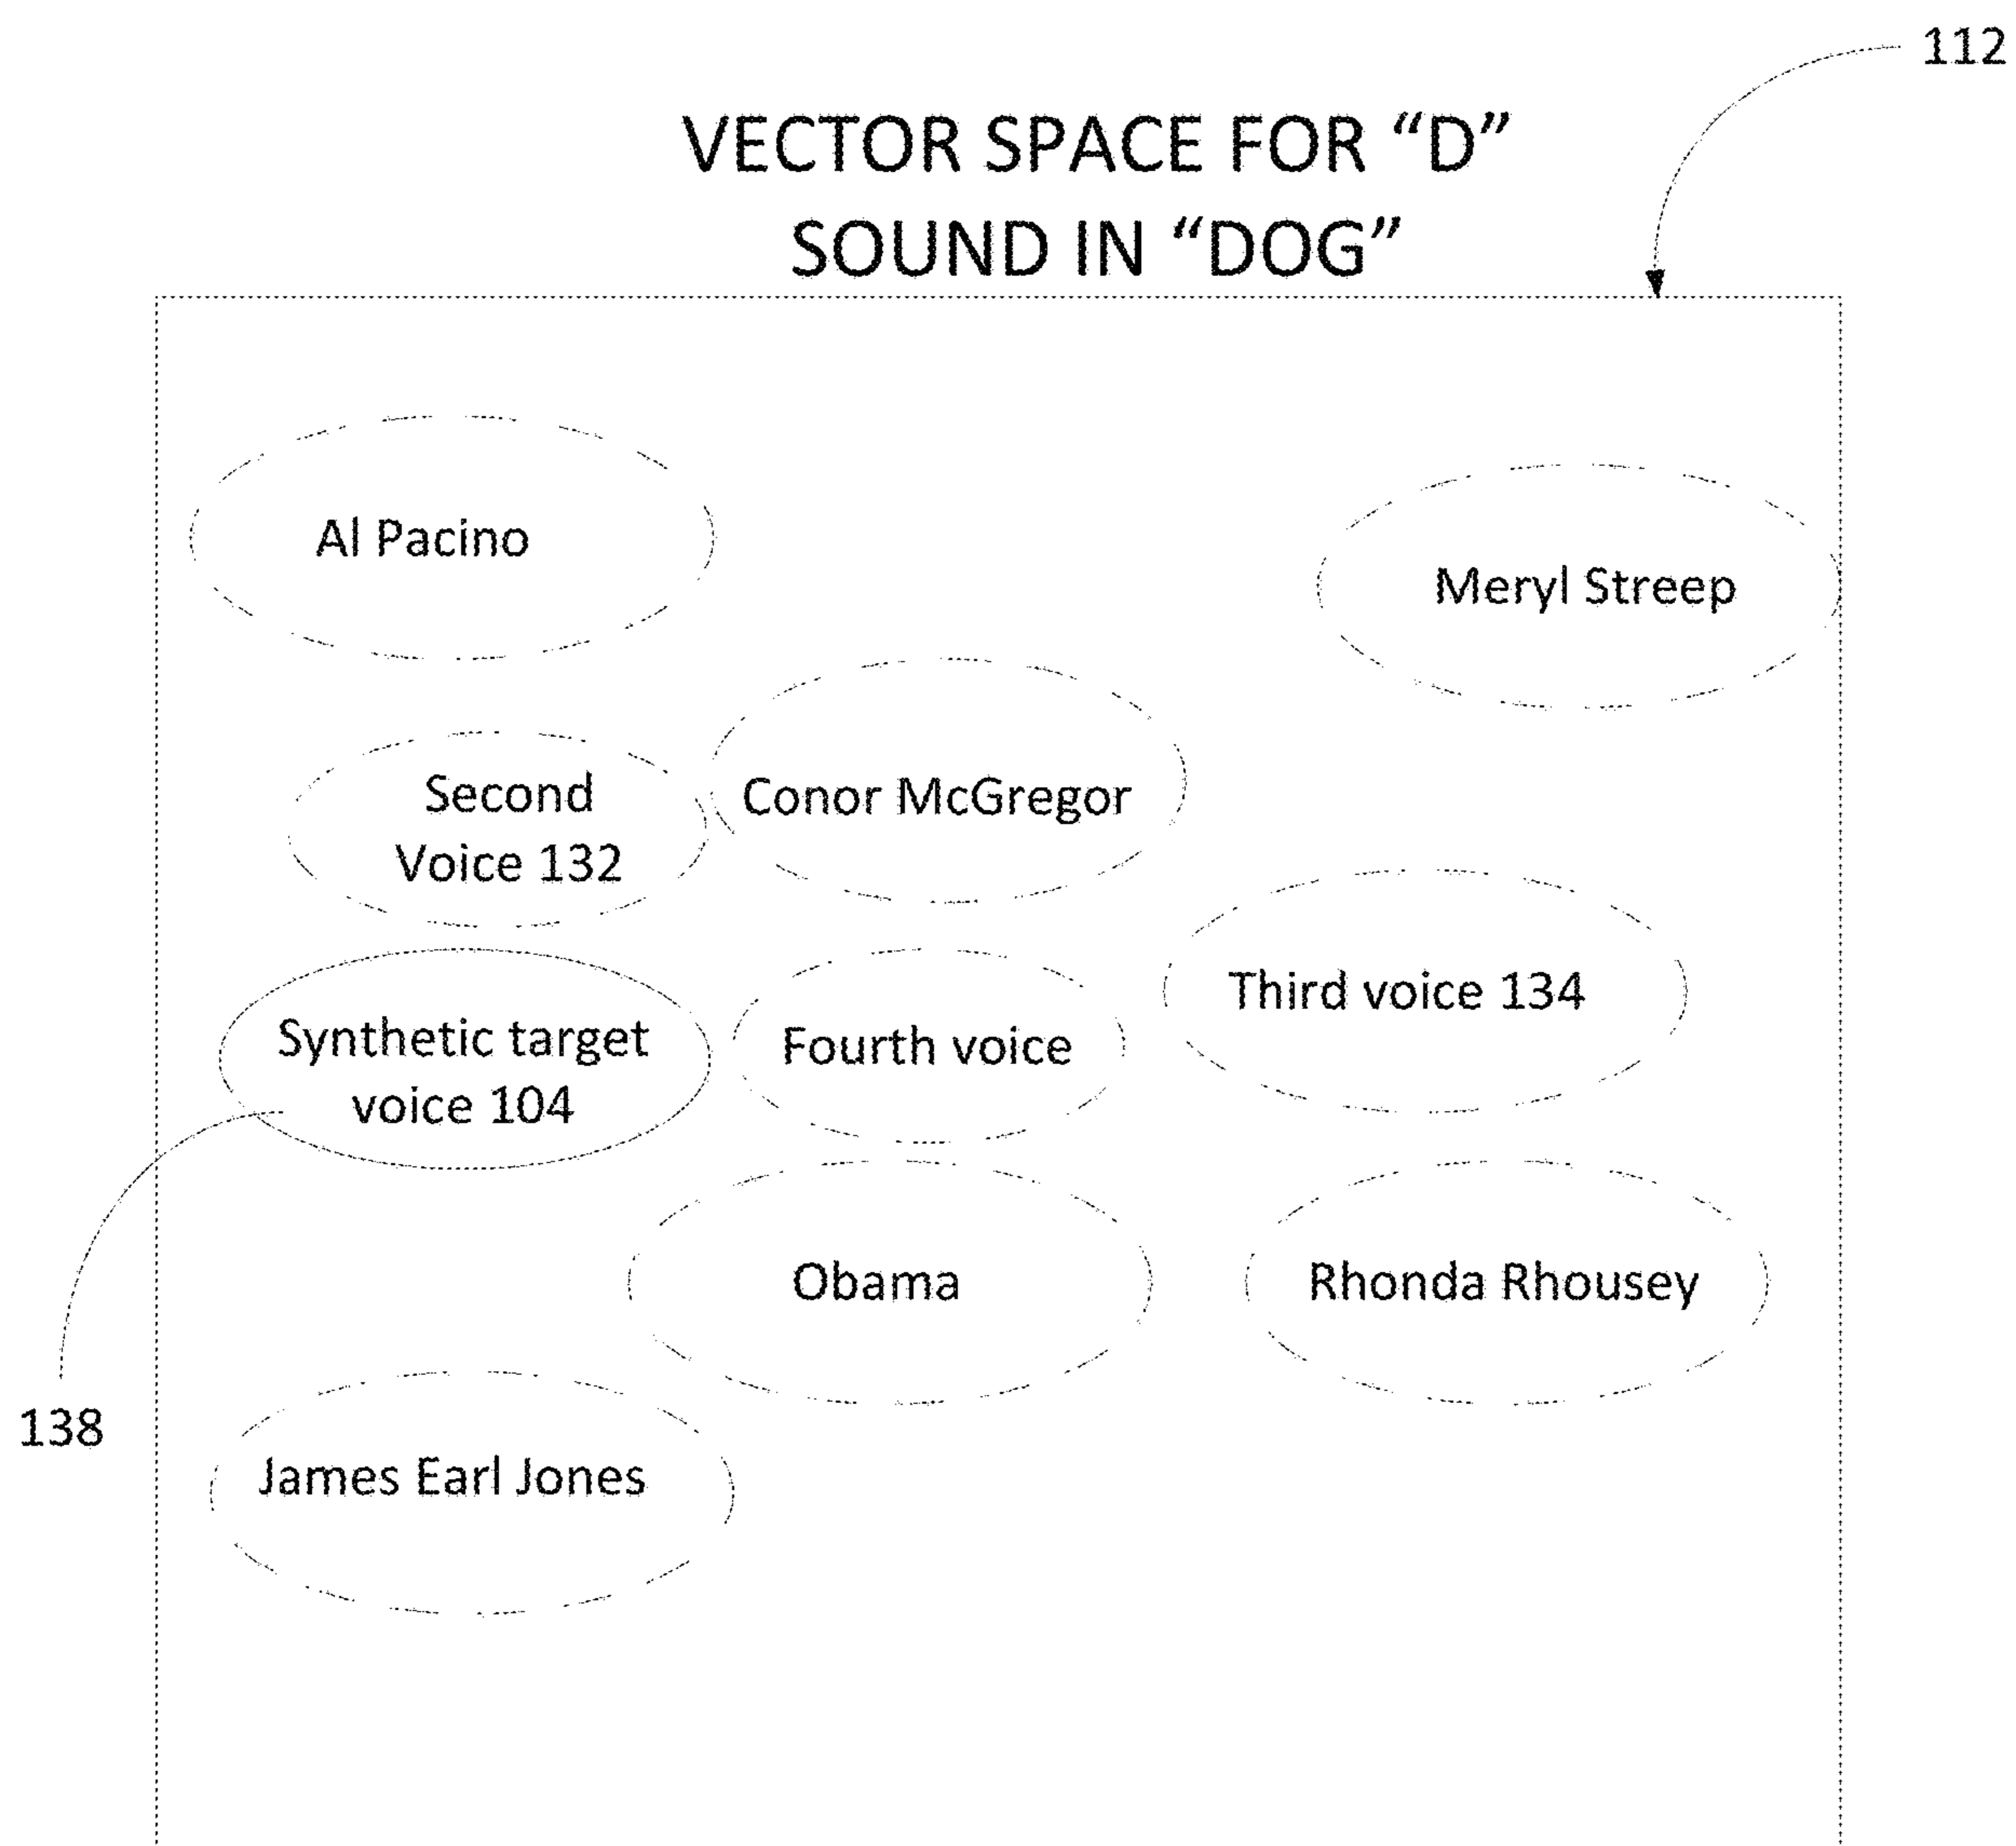 112
VECTOR SPACE FOR “D”
SOUND IN “DOG”
Al Pacino
Meryl Streep
Second
Voice 132
Conor McGregor
Third voice 134
Synthetic target
voice 104
Fourth voice
Obama
Rhonda Rhousey
138
James Earl Jones